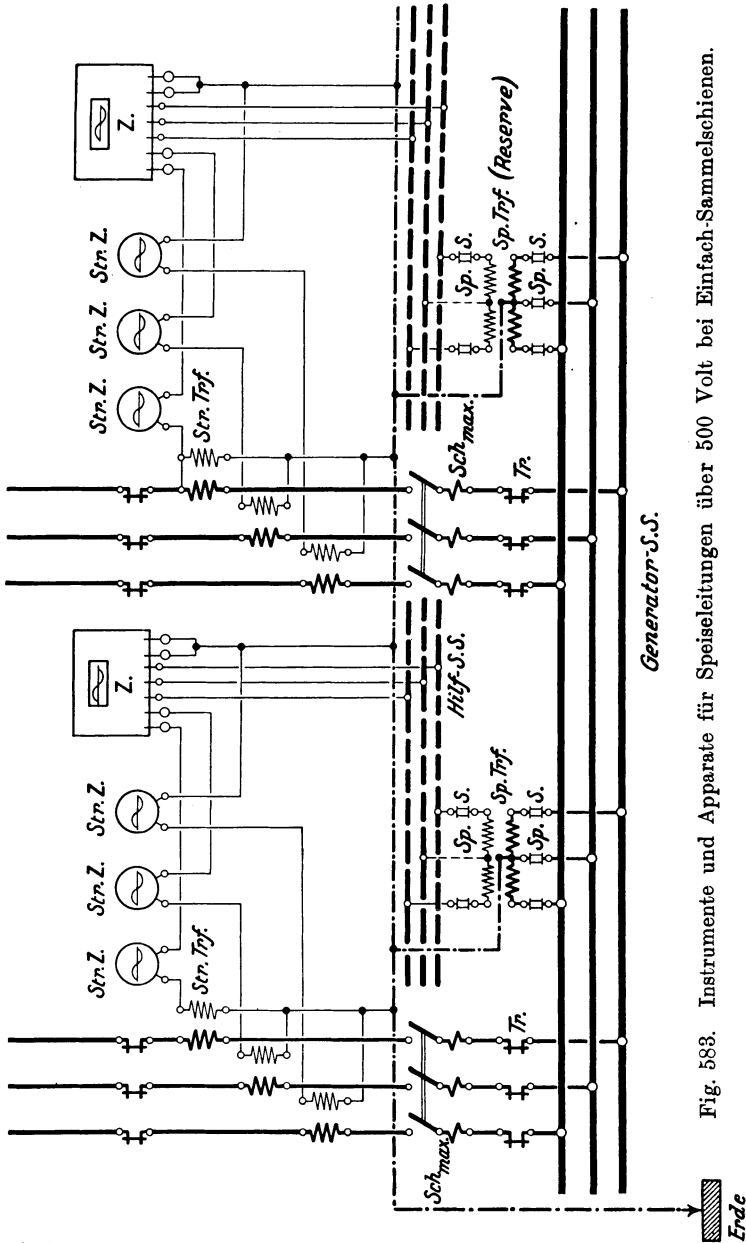 Z.
Str. Z.
Str. Z.
Str. Z.
Str. Trf.
Sch max.
Tr.
Sp. S.
Sp. Trf. (Reserve)
Sp. S.
Z.
Str. Z.
Str. Z.
Str. Z.
Str. Trf.
Hilf-S.S.
Sch max.
Tr.
Sp. S.
Sp. Trf.
Sp. S.
Generator-S.S.
Erde
Fig. 583. Instrumente und Apparate für Speiseleitungen über 500 Volt bei Einfach-Sammelschienen.